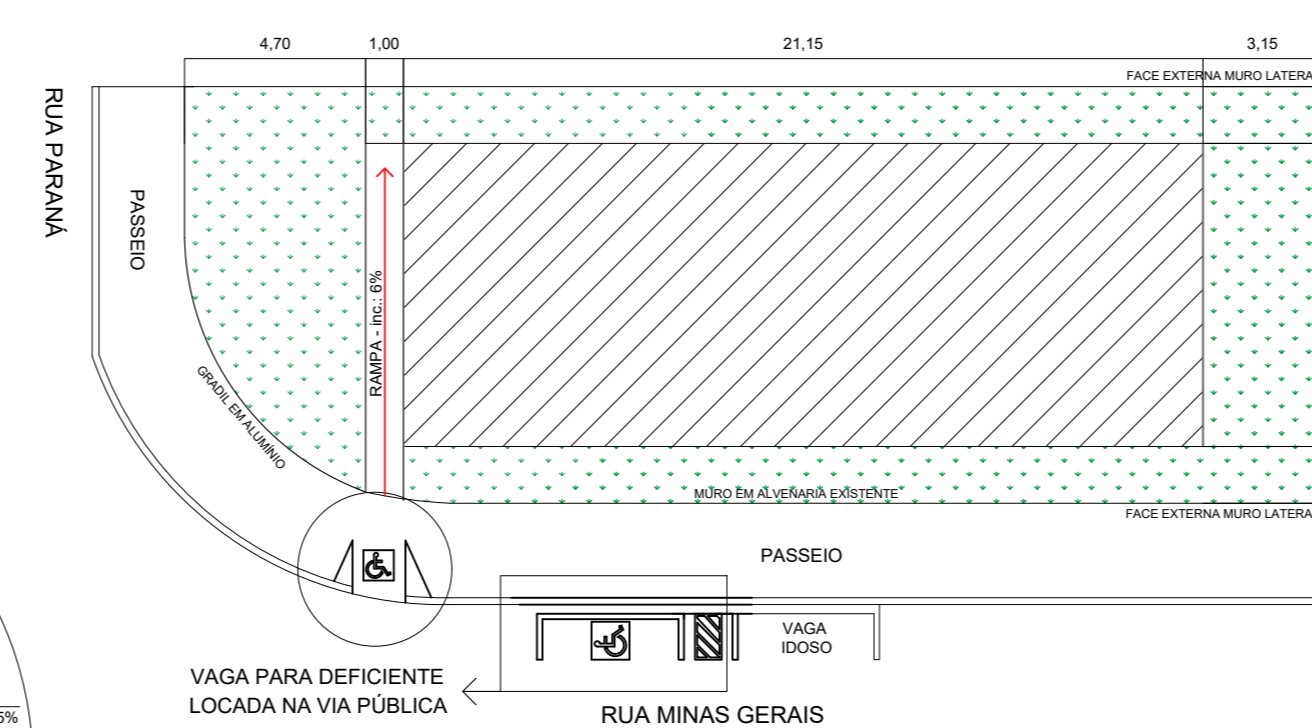 4,70
1,00
21,15
3,15
FACE EXTERNA MURO LATERA
RUA PARANÁ
PASSEIO
RAMPA - inc.: 6%
GRADIL EM ALUMÍNIO
MURO EM ALVENARIA EXISTENTE
FACE EXTERNA MURO LATERA
PASSEIO
VAGA
IDOSO
VAGA PARA DEFICIENTE
LOCADA NA VIA PÚBLICA
RUA MINAS GERAIS
5%